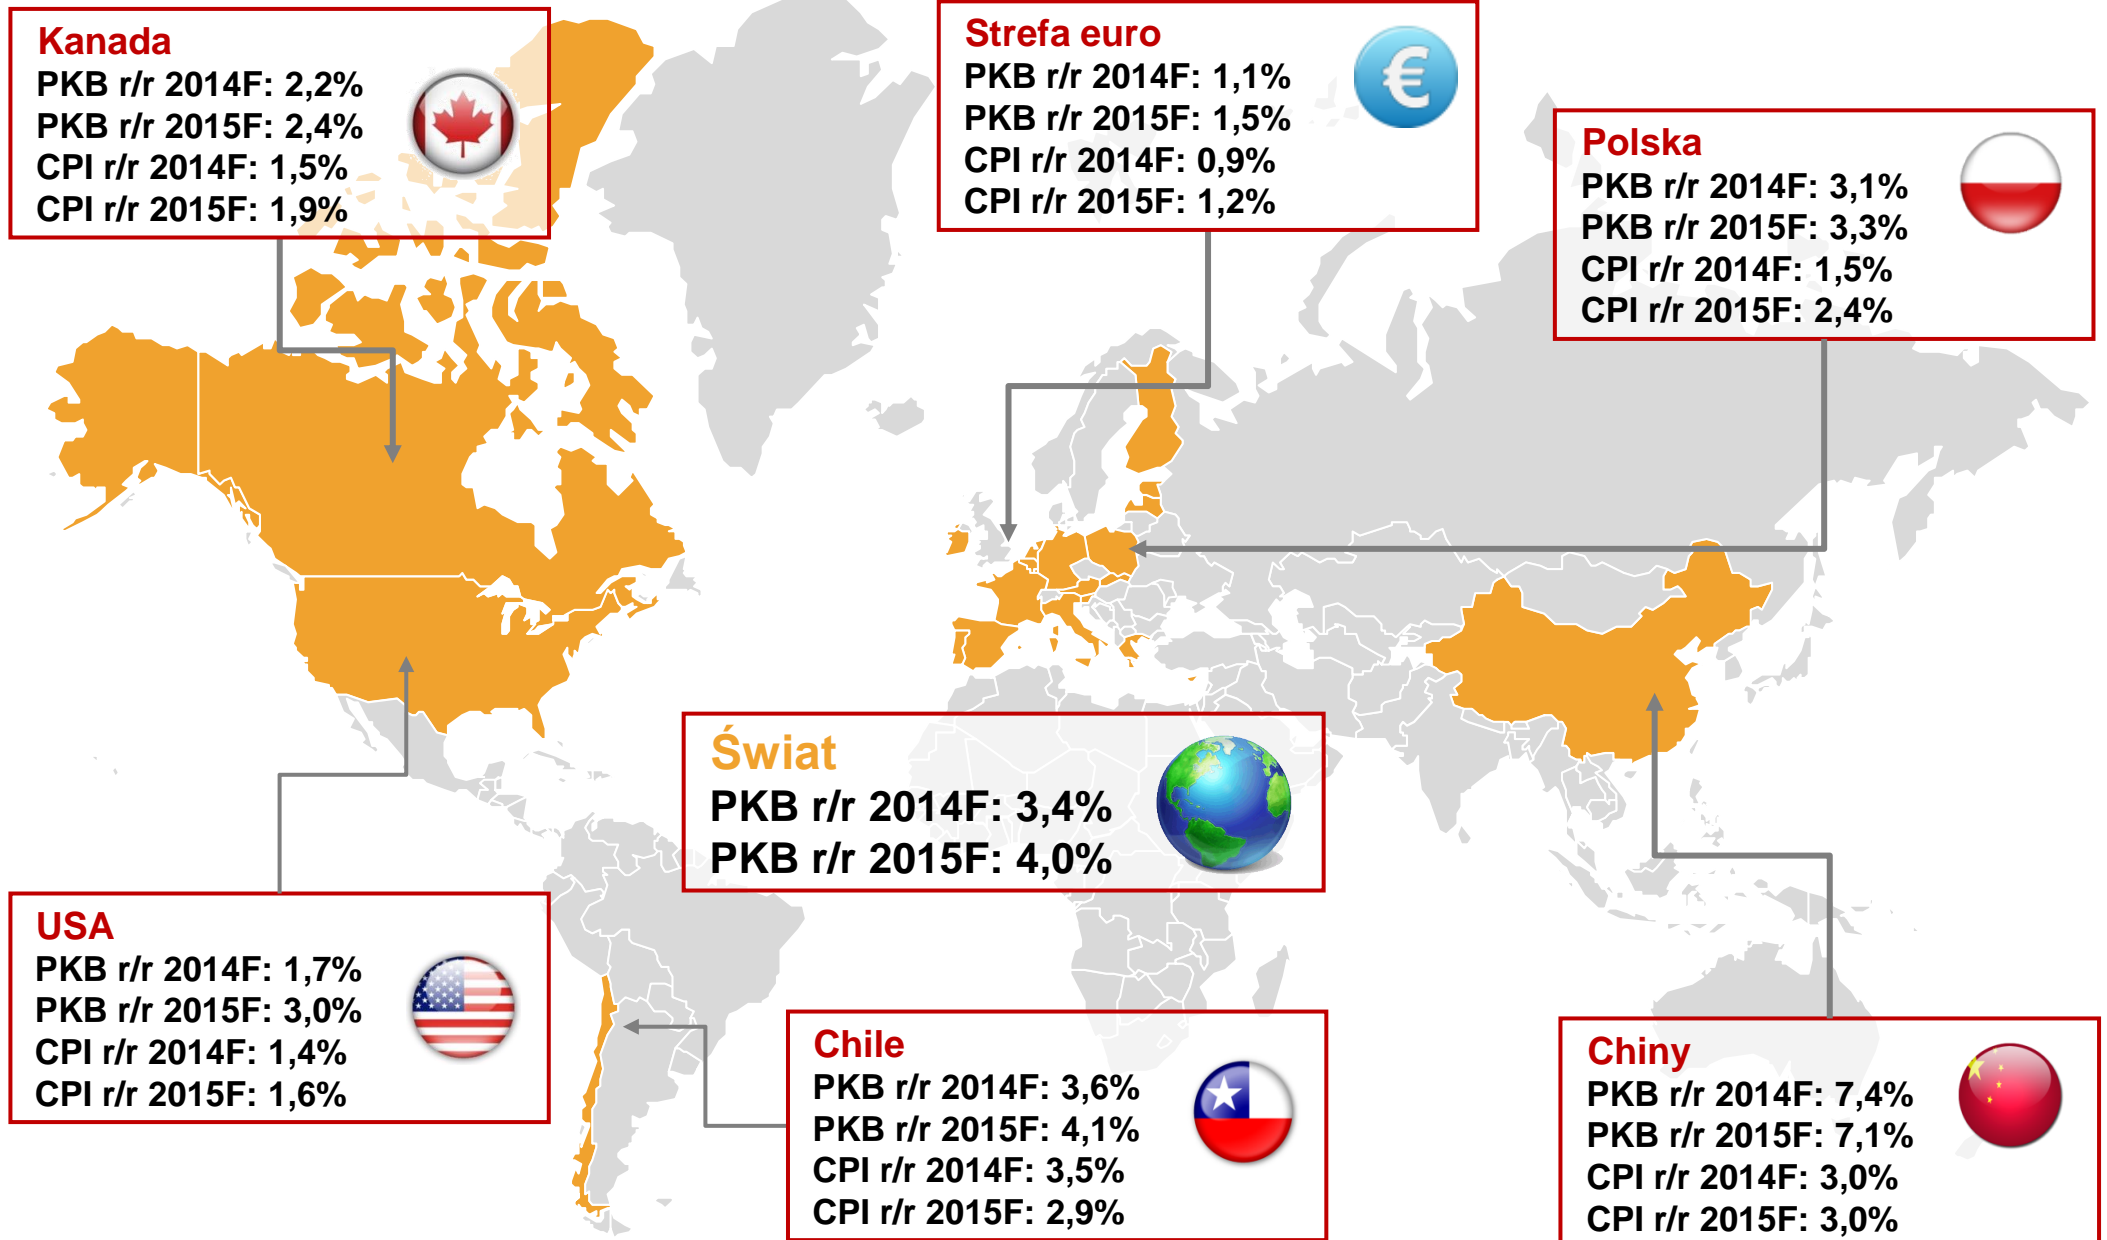 Kanada
PKB r/r 2014F: 2,2%
PKB r/r 2015F: 2,4%
CPI r/r 2014F: 1,5%
CPI r/r 2015F: 1,9%
Strefa euro
PKB r/r 2014F: 1,1%
PKB r/r 2015F: 1,5%
CPI r/r 2014F: 0,9%
CPI r/r 2015F: 1,2%
Polska
PKB r/r 2014F: 3,1%
PKB r/r 2015F: 3,3%
CPI r/r 2014F: 1,5%
CPI r/r 2015F: 2,4%
Świat
PKB r/r 2014F: 3,4%
PKB r/r 2015F: 4,0%
USA
PKB r/r 2014F: 1,7%
PKB r/r 2015F: 3,0%
CPI r/r 2014F: 1,4%
CPI r/r 2015F: 1,6%
Chile
PKB r/r 2014F: 3,6%
PKB r/r 2015F: 4,1%
CPI r/r 2014F: 3,5%
CPI r/r 2015F: 2,9%
Chiny
PKB r/r 2014F: 7,4%
PKB r/r 2015F: 7,1%
CPI r/r 2014F: 3,0%
CPI r/r 2015F: 3,0%